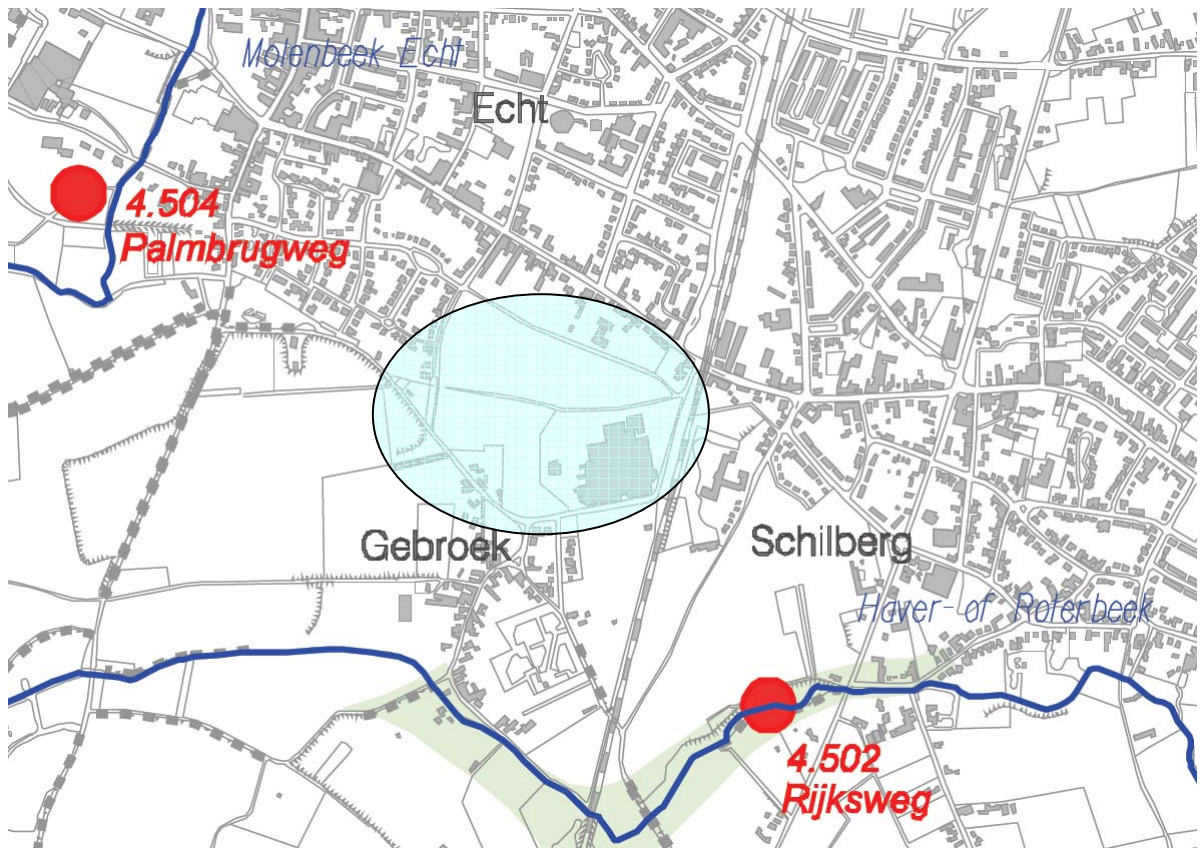 Molenbeek Echt
Echt
4.504
Palmbrugweg
Gebroek
Schilberg
Haver- of Roterbeek
4.502
Rijksweg